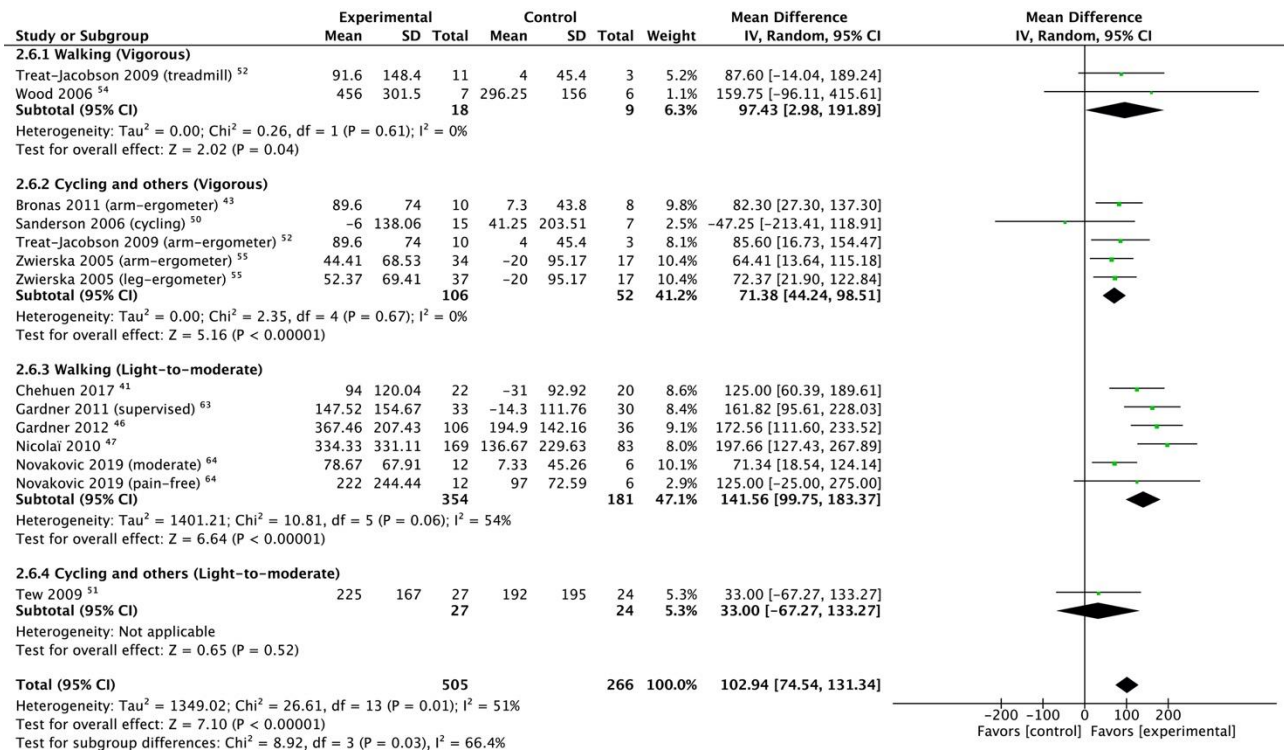 Experimental Control Mean Difference Mean Difference
Study or Subgroup Mean SD Total Mean SD Total Weight IV, Random, 95% CI IV, Random, 95% CI
2.6.1 Walking (Vigorous)
Treat-Jacobson 2009 (treadmill) 52 91.6 148.4 11 4 45.4 3 5.2% 87.60 [-14.04, 189.24]
Wood 2006 54 456 301.5 7 296.25 156 6 1.1% 159.75 [-96.11, 415.61]
Subtotal (95% CI) 18 9 6.3% 97.43 [2.98, 191.89]
Heterogeneity: Tau² = 0.00; Chi² = 0.26, df = 1 (P = 0.61); I² = 0%
Test for overall effect: Z = 2.02 (P = 0.04)
2.6.2 Cycling and others (Vigorous)
Bronas 2011 (arm-ergometer) 43 89.6 74 10 7.3 43.8 8 9.8% 82.30 [27.30, 137.30]
Sanderson 2006 (cycling) 50 -6 138.06 15 41.25 203.51 7 2.5% -47.25 [-213.41, 118.91]
Treat-Jacobson 2009 (arm-ergometer) 52 89.6 74 10 4 45.4 3 8.1% 85.60 [16.73, 154.47]
Zwierska 2005 (arm-ergometer) 55 44.41 68.53 34 -20 95.17 17 10.4% 64.41 [13.64, 115.18]
Zwierska 2005 (leg-ergometer) 55 52.37 69.41 37 -20 95.17 17 10.4% 72.37 [21.90, 122.84]
Subtotal (95% CI) 106 52 41.2% 71.38 [44.24, 98.51]
Heterogeneity: Tau² = 0.00; Chi² = 2.35, df = 4 (P = 0.67); I² = 0%
Test for overall effect: Z = 5.16 (P < 0.00001)
2.6.3 Walking (Light-to-moderate)
Chehuen 2017 41 94 120.04 22 -31 92.92 20 8.6% 125.00 [60.39, 189.61]
Gardner 2011 (supervised) 63 147.52 154.67 33 -14.3 111.76 30 8.4% 161.82 [95.61, 228.03]
Gardner 2012 46 367.46 207.43 106 194.9 142.16 36 9.1% 172.56 [111.60, 233.52]
Nicolaï 2010 47 334.33 331.11 169 136.67 229.63 83 8.0% 197.66 [127.43, 267.89]
Novakovic 2019 (moderate) 64 78.67 67.91 12 7.33 45.26 6 10.1% 71.34 [18.54, 124.14]
Novakovic 2019 (pain-free) 64 222 244.44 12 97 72.59 6 2.9% 125.00 [-25.00, 275.00]
Subtotal (95% CI) 354 181 47.1% 141.56 [99.75, 183.37]
Heterogeneity: Tau² = 1401.21; Chi² = 10.81, df = 5 (P = 0.06); I² = 54%
Test for overall effect: Z = 6.64 (P < 0.00001)
2.6.4 Cycling and others (Light-to-moderate)
Tew 2009 51 225 167 27 192 195 24 5.3% 33.00 [-67.27, 133.27]
Subtotal (95% CI) 27 24 5.3% 33.00 [-67.27, 133.27]
Heterogeneity: Not applicable
Test for overall effect: Z = 0.65 (P = 0.52)
Total (95% CI) 505 266 100.0% 102.94 [74.54, 131.34]
Heterogeneity: Tau² = 1349.02; Chi² = 26.61, df = 13 (P = 0.01); I² = 51%
Test for overall effect: Z = 7.10 (P < 0.00001)
Test for subgroup differences: Chi² = 8.92, df = 3 (P = 0.03), I² = 66.4%
-200 -100 0 100 200
Favors [control] Favors [experimental]